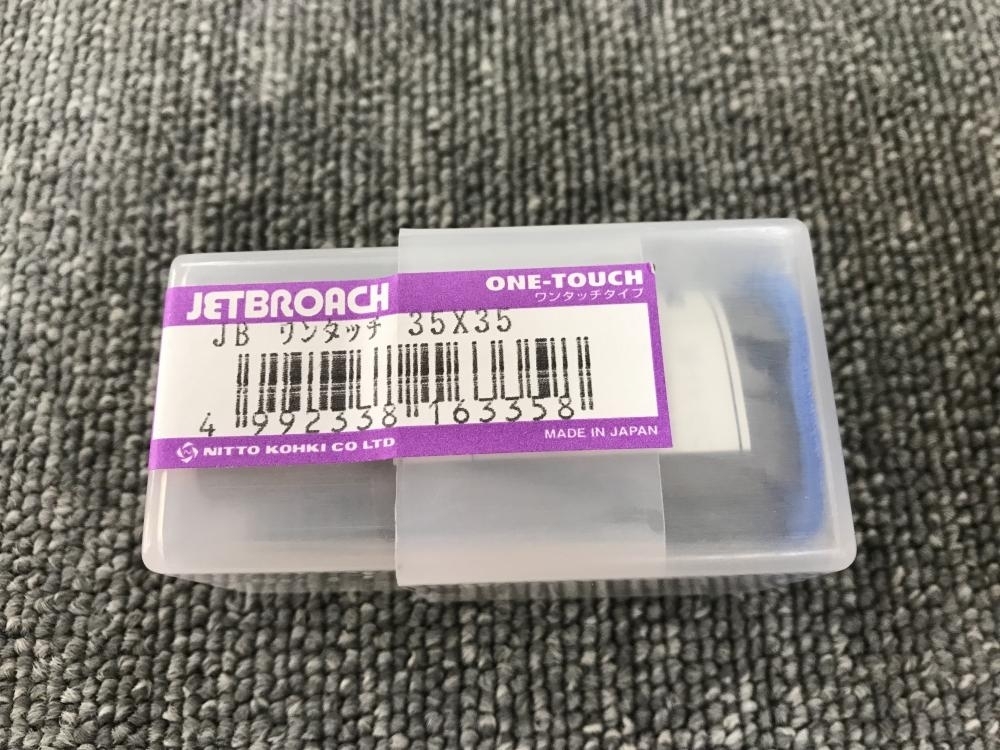 JETBROACH
ONE-TOUCH
ワンタッチタイプ
JB ワンタッチ 35X35
4 992338 163358
NITTO KOHKI CO LTD
MADE IN JAPAN